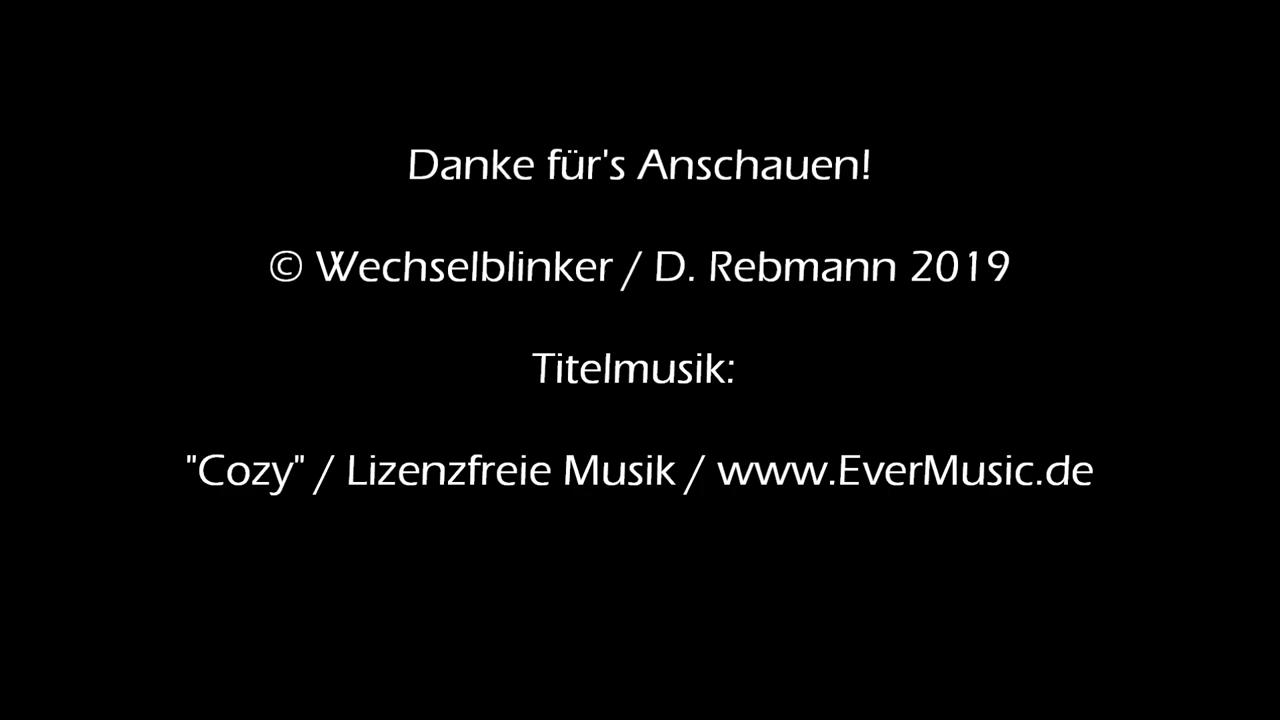 Danke für's Anschauen!
© Wechselblinker / D. Rebmann 2019
Titelmusik:
"Cozy" / Lizenzfreie Musik / www.EverMusic.de